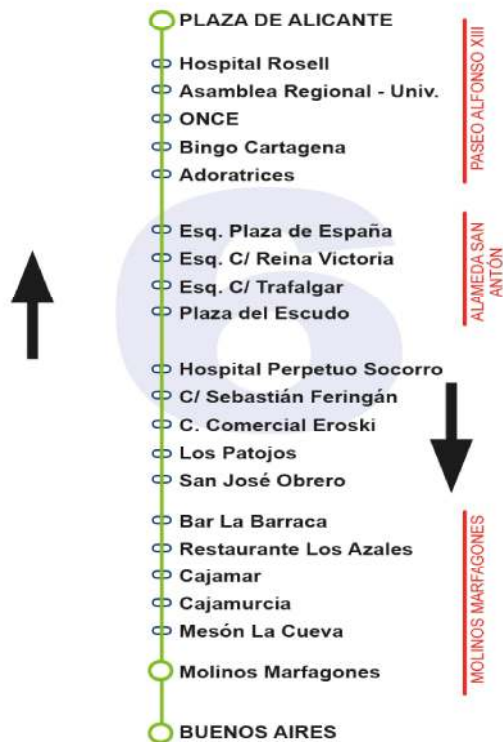 PLAZA DE ALICANTE
Hospital Rosell
Asamblea Regional - Univ.
ONCE
Bingo Cartagena
Adoratrices
PASEO ALFONSO XIII
Esq. Plaza de España
Esq. C/ Reina Victoria
Esq. C/ Trafalgar
Plaza del Escudo
ALAMEDA SAN
ANTÓN
6
Hospital Perpetuo Socorro
C/ Sebastián Feringán
C. Comercial Eroski
Los Patojos
San José Obrero
Bar La Barraca
Restaurante Los Azales
Cajamar
Cajamurcia
Mesón La Cueva
Molinos Marfagones
MOLINOS MARFAGONES
BUENOS AIRES